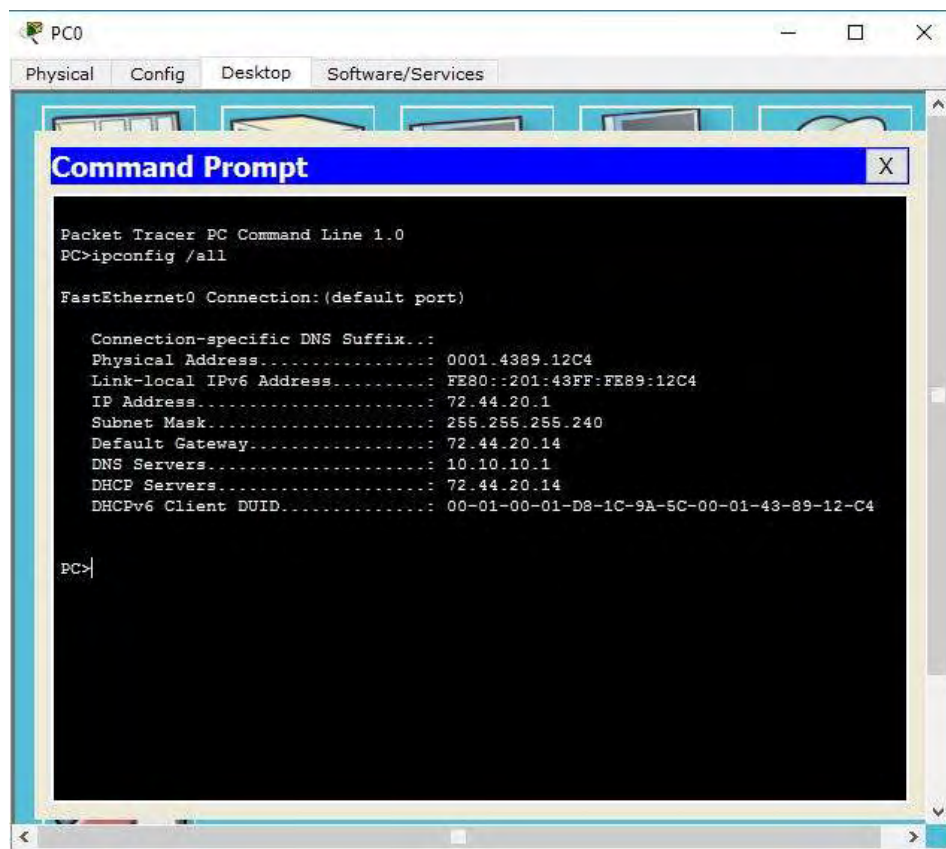 PC0
Physical Config Desktop Software/Services
Command Prompt X
Packet Tracer PC Command Line 1.0
PC>ipconfig /all
FastEthernet0 Connection:(default port)
Connection-specific DNS Suffix..:
Physical Address................: 0001.4389.12C4
Link-local IPv6 Address.........: FE80::201:43FF:FE89:12C4
IP Address......................: 72.44.20.1
Subnet Mask.....................: 255.255.255.240
Default Gateway.................: 72.44.20.14
DNS Servers.....................: 10.10.10.1
DHCP Servers....................: 72.44.20.14
DHCPv6 Client DUID..............: 00-01-00-01-D8-1C-9A-5C-00-01-43-89-12-C4
PC>